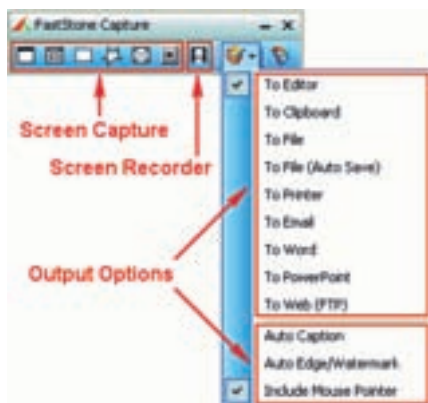 FastStone Capture
To Editor
To Clipboard
Screen Capture
To File
Screen Recorder
To File (Auto Save)
To Printer
To Email
To Word
Output Options
To PowerPoint
To Web (FTP)
Auto Caption
Auto Edge/Watermark
Include Mouse Pointer